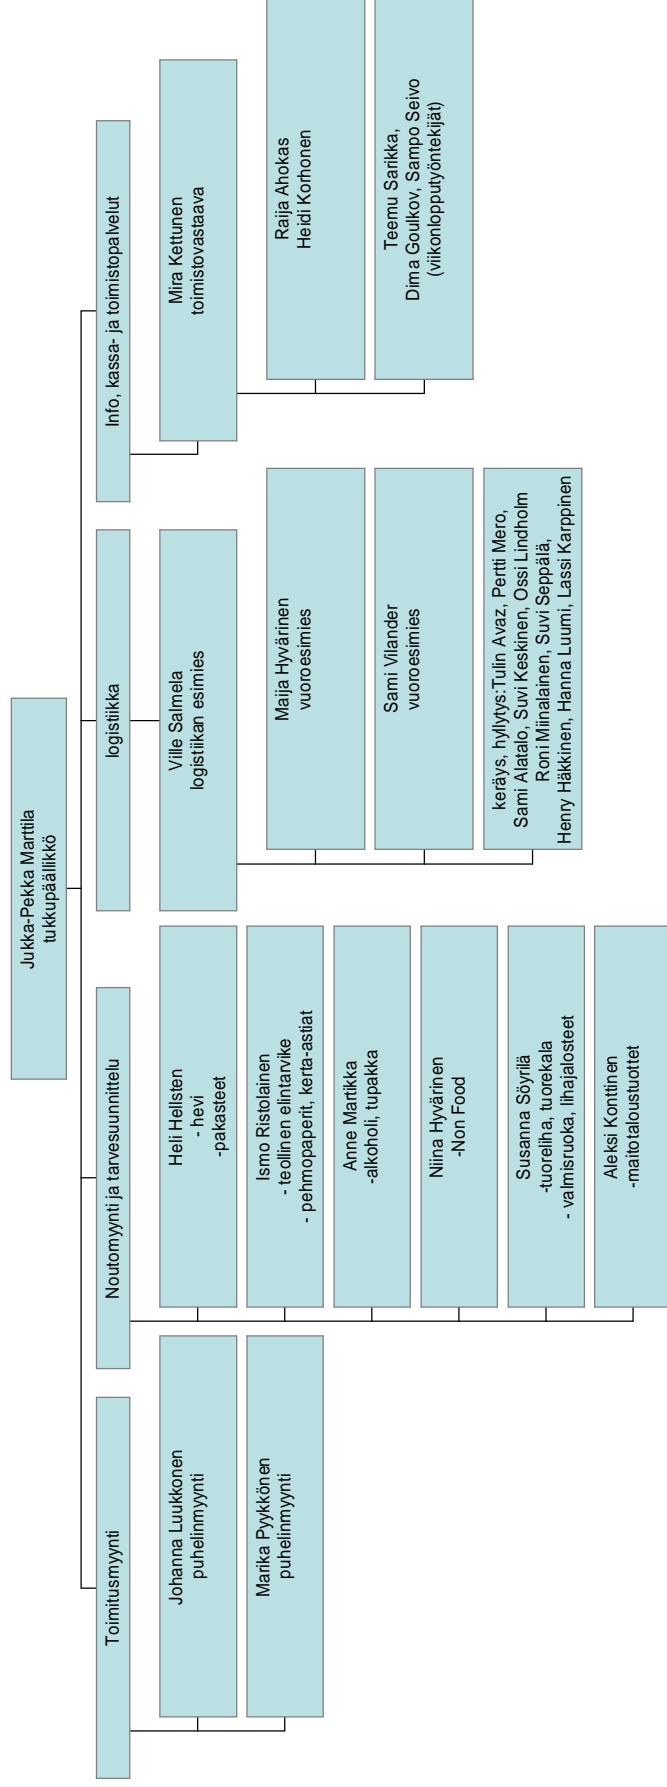 Jukka-Pekka Marttila
tukkupäällikkö
Toimitusmyynti
Johanna Luukkonen
puhelinmyynti
Marika Pyykkönen
puhelinmyynti
Noutomyynti ja tarvesuunnittelu
Heli Hellsten
- hevi
-pakasteet
Ismo Ristolainen
- teollinen elintarvike
- pehmopaperit, kerta-astiat
Anne Martikka
-alkoholi, tupakka
Niina Hyvärinen
-Non Food
Susanna Söyrilä
-tuoreliha, tuorekala
- valmisruoka, lihajalosteet
Aleksi Konttinen
-maitotaloustuottet
logistiikka
Ville Salmela
logistiikan esimies
Maija Hyvärinen
vuoroesimies
Sami Vilander
vuoroesimies
keräys, hyllytys:Tulin Avaz, Pertti Mero,
Sami Alatalo, Suvi Keskinen, Ossi Lindholm
Roni Miinalainen, Suvi Seppälä,
Henry Häkkinen, Hanna Luumi, Lassi Karppinen
Info, kassa- ja toimistopalvelut
Mira Kettunen
toimistovastaava
Raija Ahokas
Heidi Korhonen
Teemu Sarikka,
Dima Goulkov, Sampo Seivo
(viikonlopputyöntekijät)